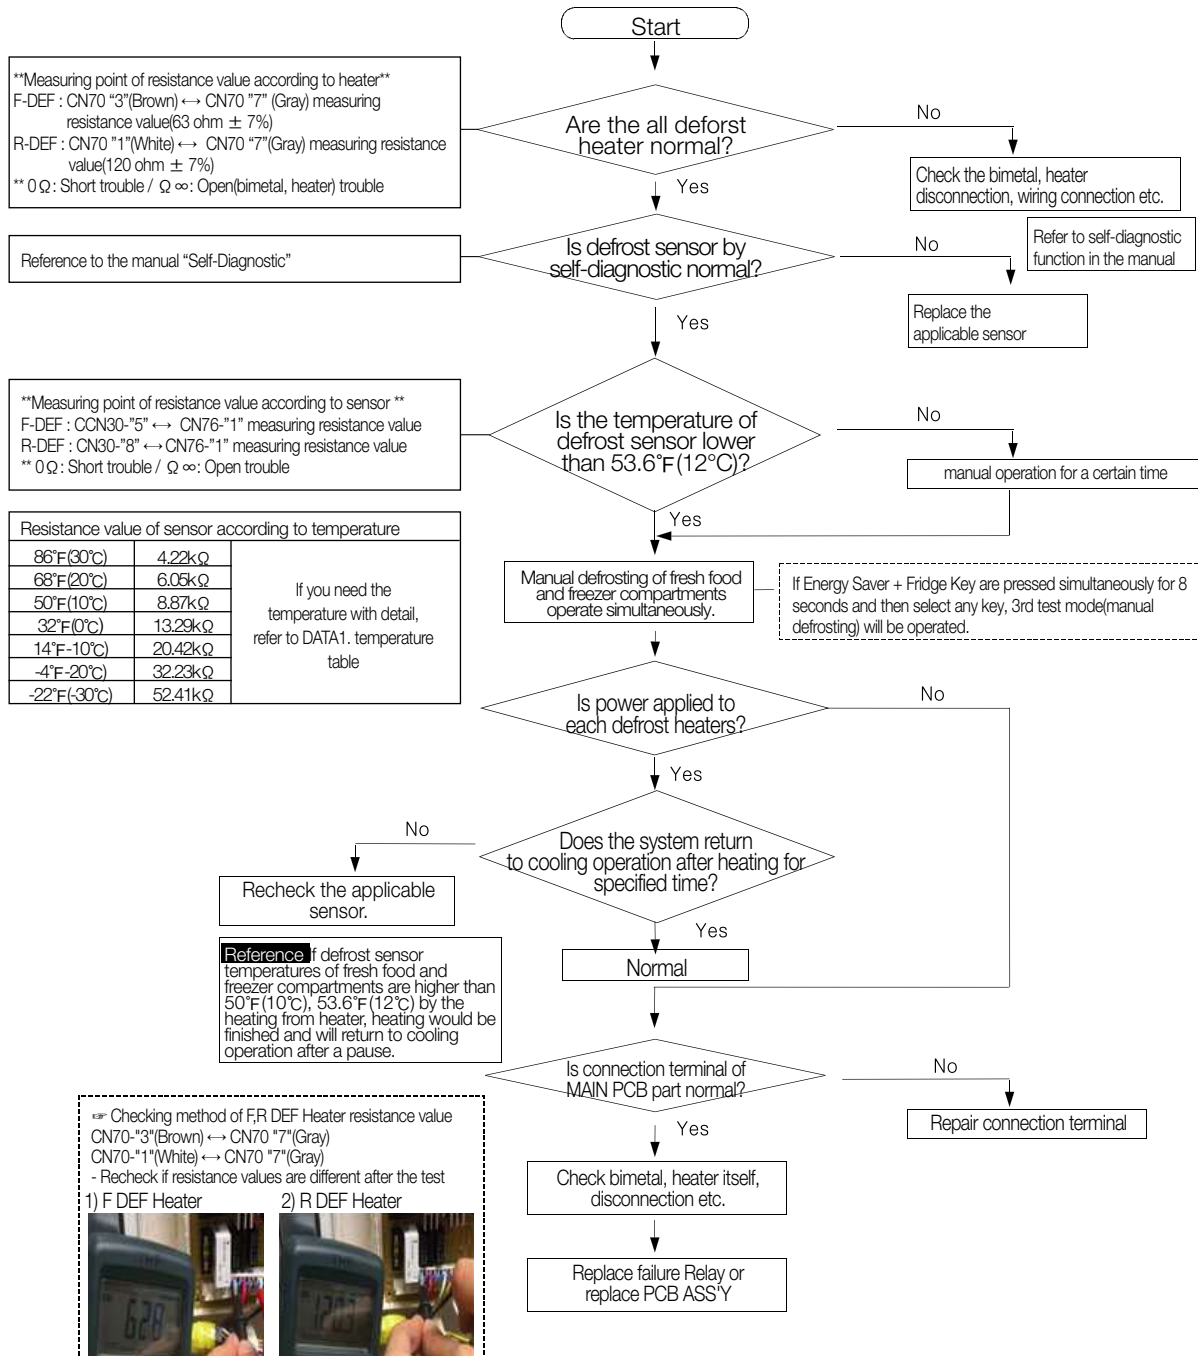 Start
**Measuring point of resistance value according to heater**
F-DEF : CN70 "3"(Brown) ↔ CN70 "7" (Gray) measuring
resistance value(63 ohm ± 7%)
R-DEF : CN70 "1"(White) ↔ CN70 "7"(Gray) measuring resistance
value(120 ohm ± 7%)
** 0Ω: Short trouble / Ω ∞: Open(bimetal, heater) trouble
Are the all deforst
heater normal?
No
Check the bimetal, heater
disconnection, wiring connection etc.
Yes
Reference to the manual "Self-Diagnostic"
Is defrost sensor by
self-diagnostic normal?
No
Refer to self-diagnostic
function in the manual
Replace the
applicable sensor
Yes
**Measuring point of resistance value according to sensor **
F-DEF : CCN30-"5" ↔ CN76-"1" measuring resistance value
R-DEF : CN30-"8" ↔CN76-"1" measuring resistance value
** 0Ω: Short trouble / Ω ∞: Open trouble
Is the temperature of
defrost sensor lower
than 53.6°F(12°C)?
No
manual operation for a certain time
Yes
Resistance value of sensor according to temperature
86°F(30°C) 4.22kΩ
68°F(20°C) 6.05kΩ
50°F(10°C) 8.87kΩ
32°F(0°C) 13.29kΩ
14°F-10°C) 20.42kΩ
-4°F-20°C) 32.23kΩ
-22°F(-30°C) 52.41kΩ
If you need the
temperature with detail,
refer to DATA1. temperature
table
Manual defrosting of fresh food
and freezer compartments
operate simultaneously.
If Energy Saver + Fridge Key are pressed simultaneously for 8
seconds and then select any key, 3rd test mode(manual
defrosting) will be operated.
Is power applied to
each defrost heaters?
No
Yes
Does the system return
to cooling operation after heating for
specified time?
No
Recheck the applicable
sensor.
Yes
Normal
Reference If defrost sensor
temperatures of fresh food and
freezer compartments are higher than
50°F(10°C), 53.6°F(12°C) by the
heating from heater, heating would be
finished and will return to cooling
operation after a pause.
Is connection terminal of
MAIN PCB part normal?
No
Repair connection terminal
Yes
Check bimetal, heater itself,
disconnection etc.
Replace failure Relay or
replace PCB ASS'Y
☞ Checking method of F,R DEF Heater resistance value
CN70-"3"(Brown) ↔ CN70 "7"(Gray)
CN70-"1"(White) ↔ CN70 "7"(Gray)
- Recheck if resistance values are different after the test
1) F DEF Heater 2) R DEF Heater
62.8
120.3